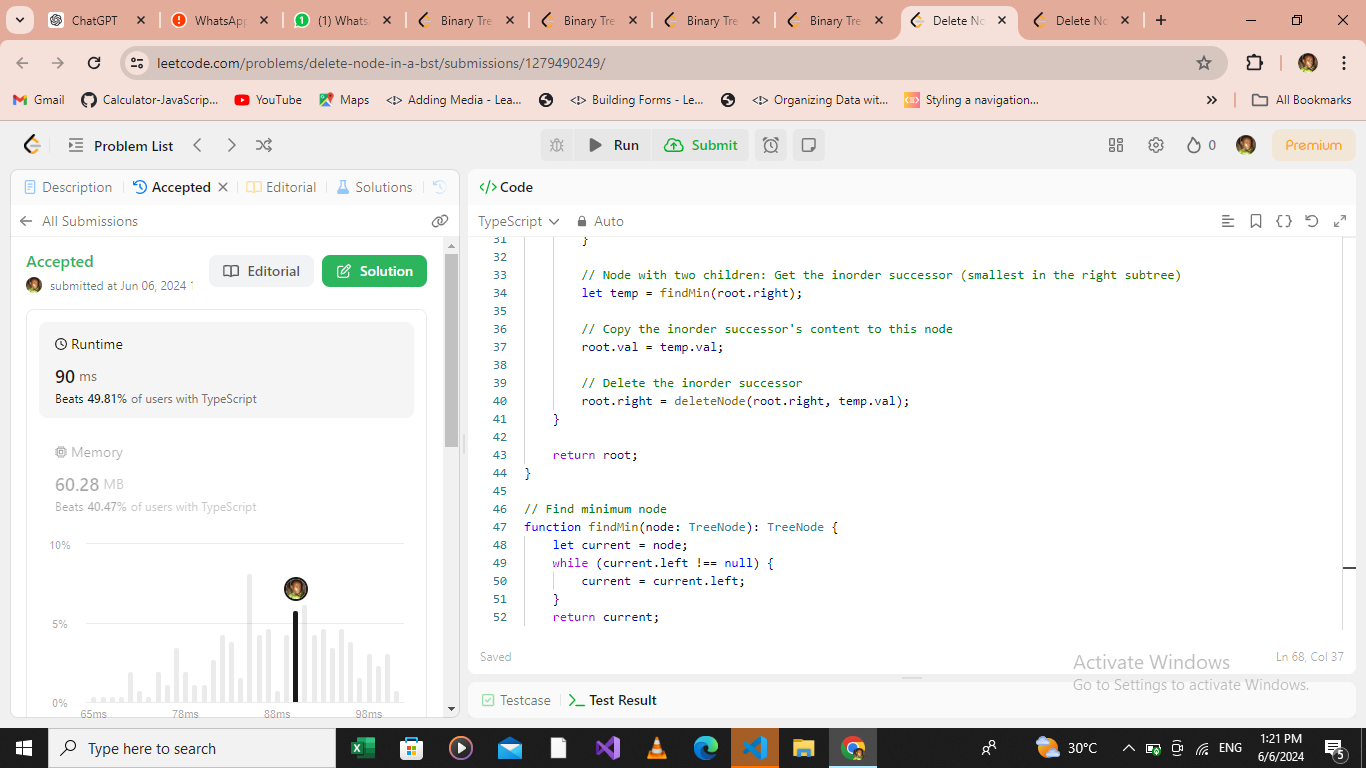 ChatGPT
WhatsApp
(1) Whats
Binary Tre
Binary Tre
Binary Tre
Binary Tre
Delete No
Delete No
leetcode.com/problems/delete-node-in-a-bst/submissions/1279490249/
Gmail
Calculator-JavaScrip...
YouTube
Maps
Adding Media - Lea...
Building Forms - Le...
Organizing Data wit...
Styling a navigation...
All Bookmarks
Problem List
Run
Submit
0
Premium
Description
Accepted
Editorial
Solutions
</> Code
All Submissions
TypeScript
Auto
Accepted
submitted at Jun 06, 2024 1
Editorial
Solution
Runtime
90 ms
Beats 49.81% of users with TypeScript
Memory
60.28 MB
Beats 40.47% of users with TypeScript
10%
5%
0%
65ms
78ms
88ms
98ms
31 }
32
33 // Node with two children: Get the inorder successor (smallest in the right subtree)
34 let temp = findMin(root.right);
35
36 // Copy the inorder successor's content to this node
37 root.val = temp.val;
38
39 // Delete the inorder successor
40 root.right = deleteNode(root.right, temp.val);
41 }
42
43 return root;
44 }
45
46 // Find minimum node
47 function findMin(node: TreeNode): TreeNode {
48 let current = node;
49 while (current.left !== null) {
50 current = current.left;
51 }
52 return current;
Saved
Ln 68, Col 37
Activate Windows
Go to Settings to activate Windows.
Testcase
Test Result
Type here to search
30°C
ENG
1:21 PM
6/6/2024
5